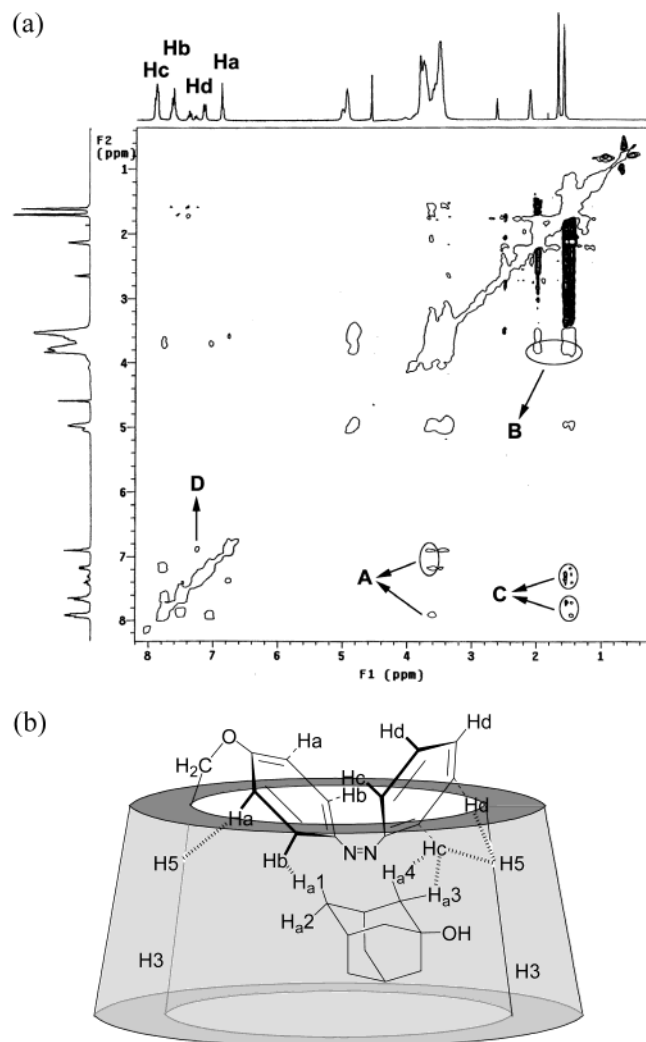 (a)
Hc Hb Hd Ha
F2
(ppm)
1
2
3
4
5
6
7
8
B
D
A
C
8 7 6 5 4 3 2 1
F1 (ppm)
(b)
O
H2C
Ha
Hd
Hd
Hc
Hb
Ha
Hd
H5
Hb
N=N
Hc
H5
Ha1
Ha4
Ha3
Ha2
OH
H3
H3